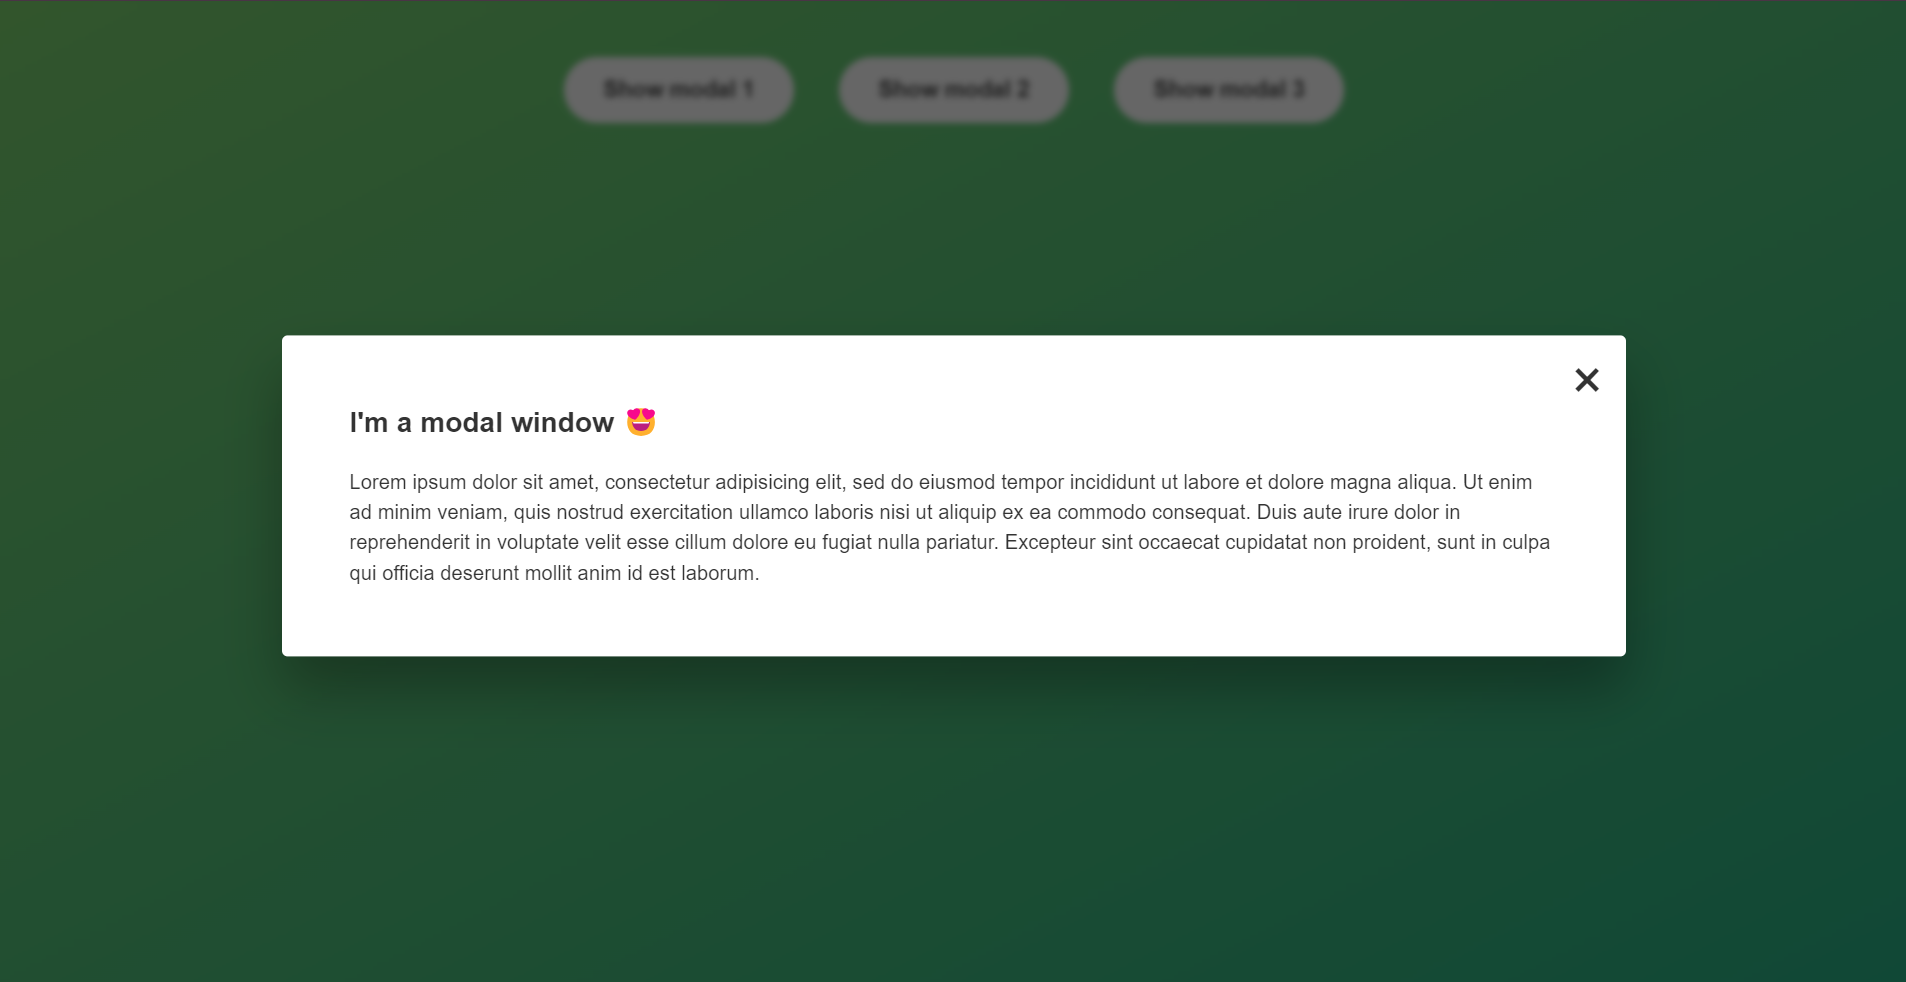 Show modal 1 Show modal 2 Show modal 3
×
I'm a modal window 😍
Lorem ipsum dolor sit amet, consectetur adipisicing elit, sed do eiusmod tempor incididunt ut labore et dolore magna aliqua. Ut enim
ad minim veniam, quis nostrud exercitation ullamco laboris nisi ut aliquip ex ea commodo consequat. Duis aute irure dolor in
reprehenderit in voluptate velit esse cillum dolore eu fugiat nulla pariatur. Excepteur sint occaecat cupidatat non proident, sunt in culpa
qui officia deserunt mollit anim id est laborum.